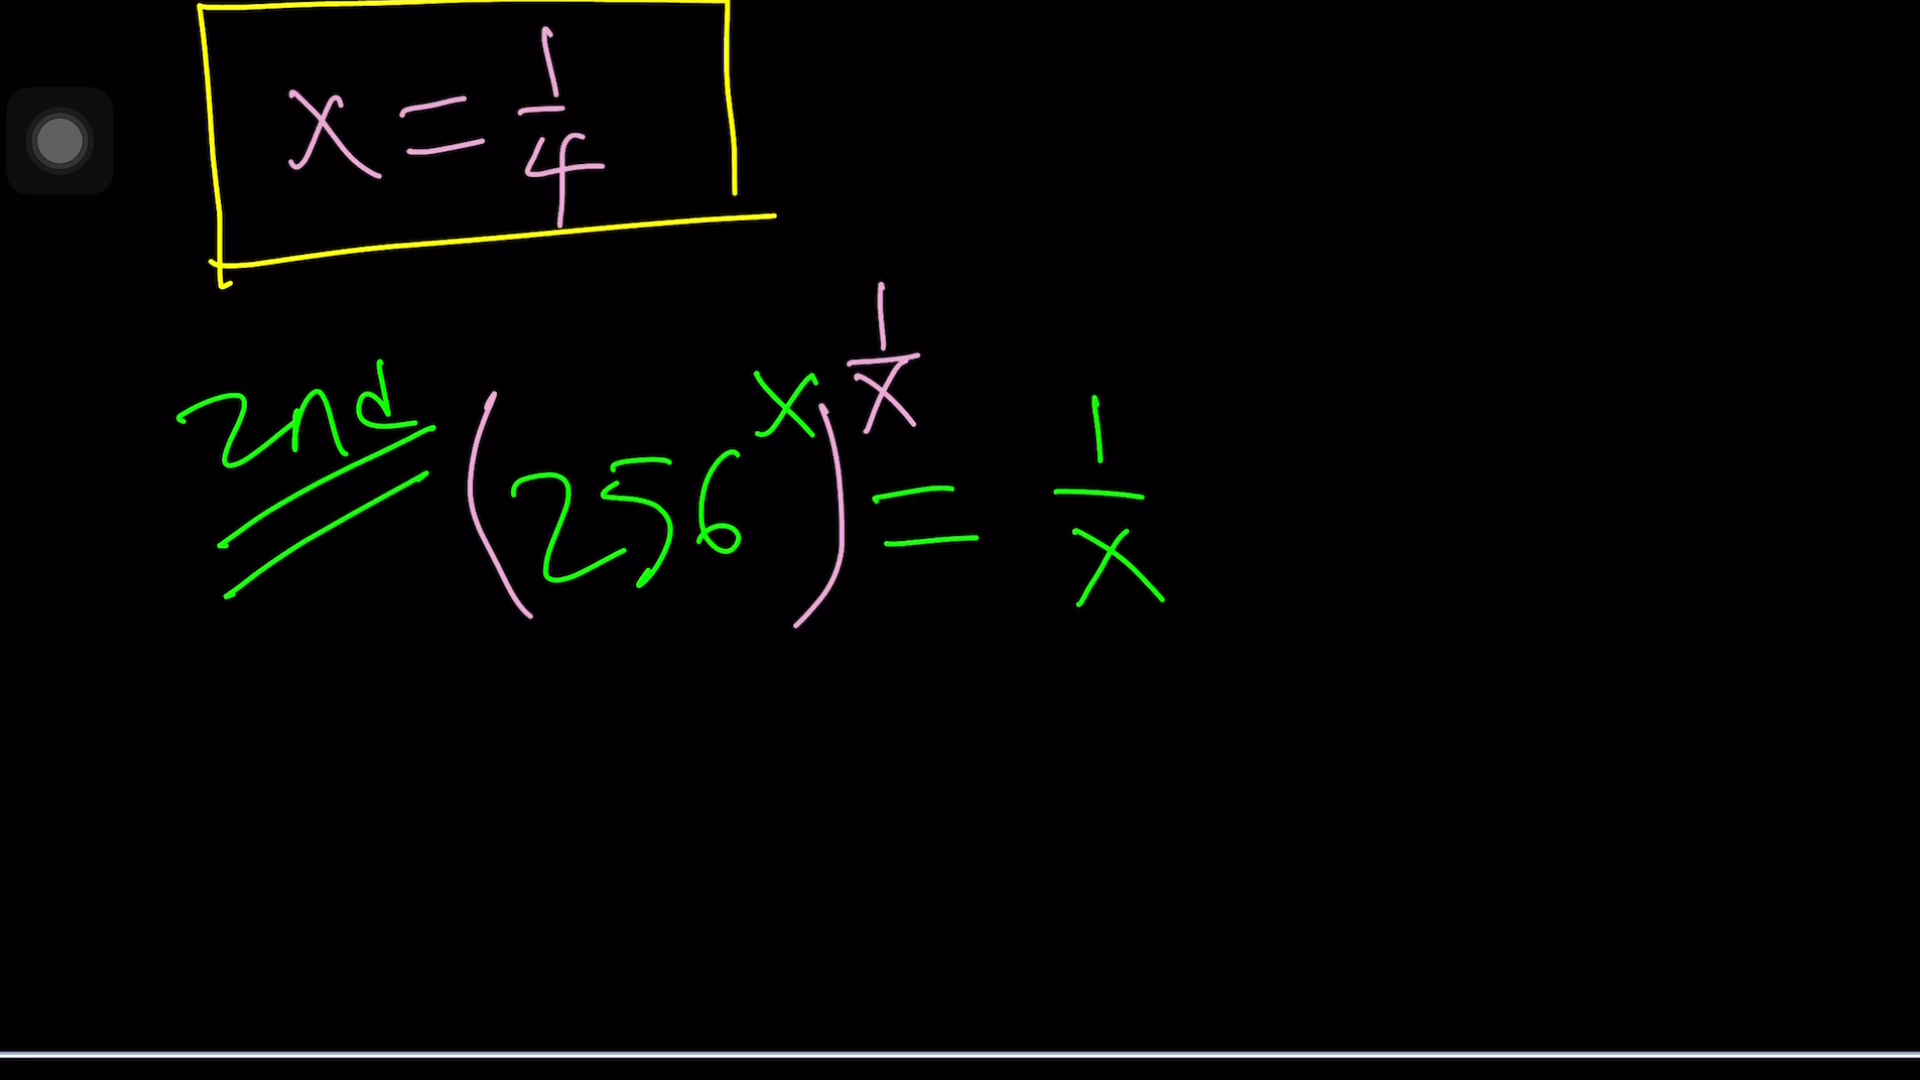 x = 1/4
2nd (256^x)^1/x = 1/x